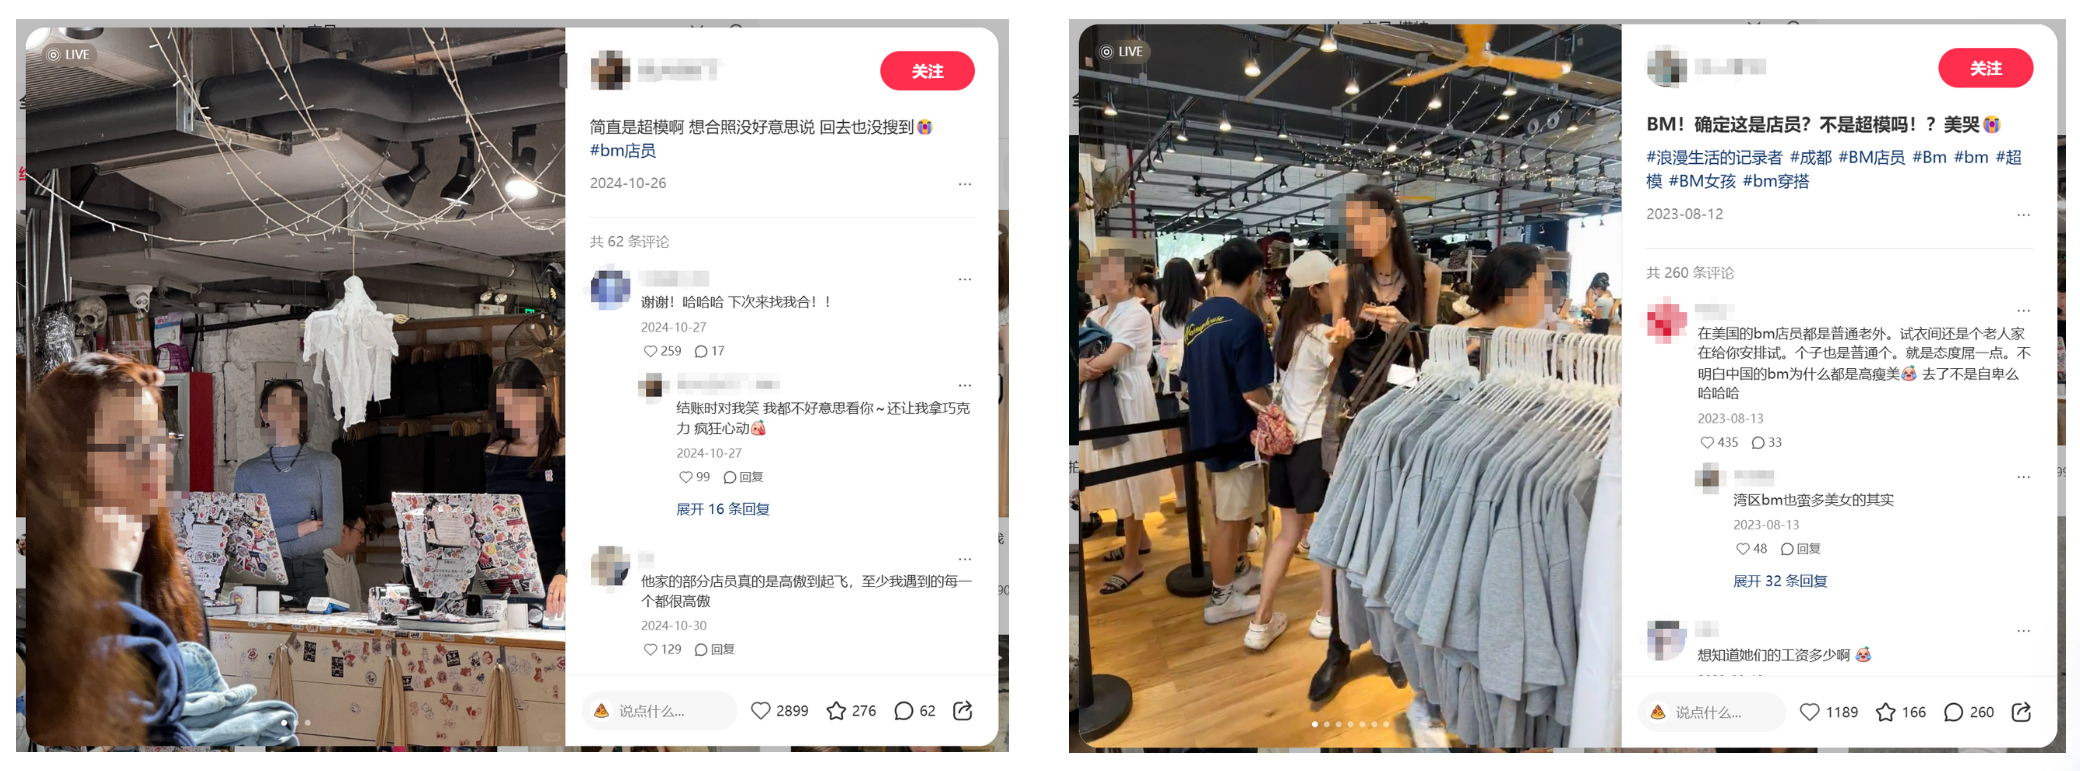 LIVE
关注
简直是超模啊 想合照没好意思说 回去也没搜到😭
#bm店员
2024-10-26
共 62 条评论
谢谢！哈哈哈 下次来找我合！！
2024-10-27
259 17
结账时对我笑 我都不好意思看你~还让我拿巧克
力 疯狂心动
2024-10-27
99 回复
展开 16 条回复
他家的部分店员真的是高傲到起飞，至少我遇到的每一
个都很高傲
2024-10-30
129 回复
说点什么...
2899 276 62
LIVE
关注
BM！确定这是店员？不是超模吗！？美哭😭
#浪漫生活的记录者 #成都 #BM店员 #Bm #bm #超
模 #BM女孩 #bm穿搭
2023-08-12
共 260 条评论
在美国的bm店员都是普通老外。试衣间还是个老人家
在给你安排试。个子也是普通个。就是态度屌一点。不
明白中国的bm为什么都是高瘦美 去了不是自卑么
哈哈哈
2023-08-13
435 33
湾区bm也蛮多美女的其实
2023-08-13
48 回复
展开 32 条回复
想知道她们的工资多少啊
说点什么...
1189 166 260